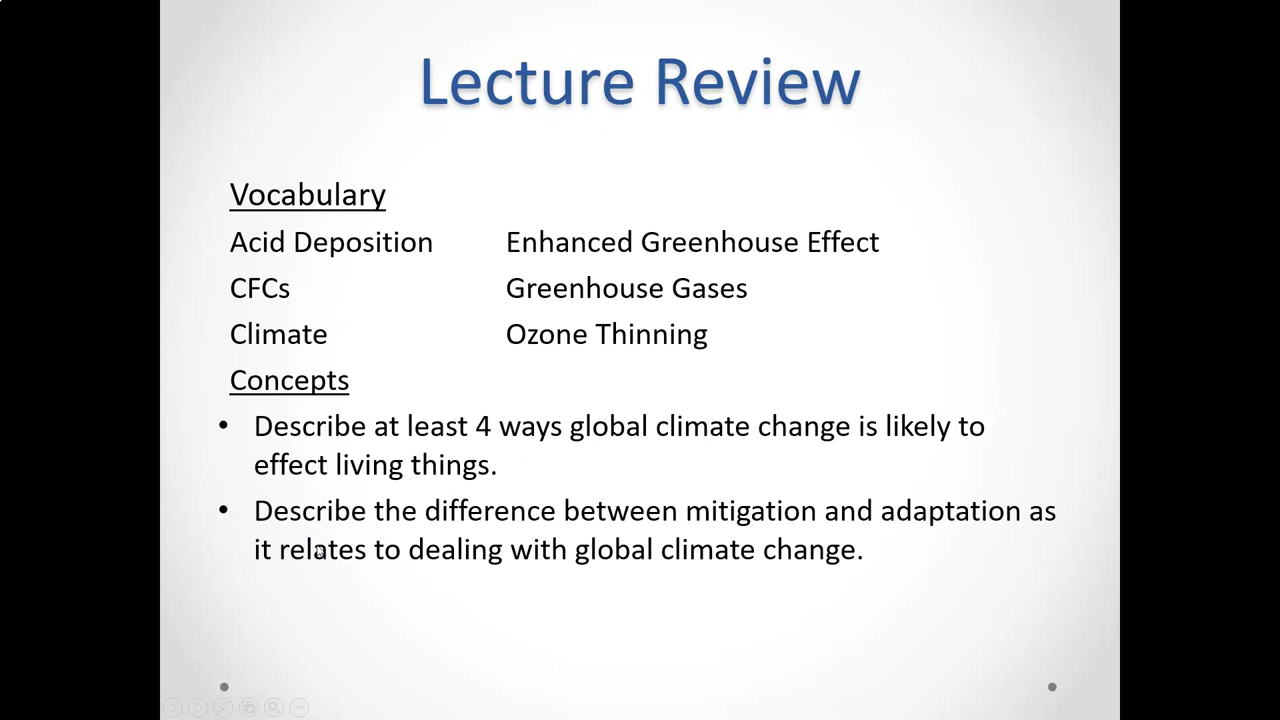 Lecture Review
Vocabulary
Acid Deposition Enhanced Greenhouse Effect
CFCs Greenhouse Gases
Climate Ozone Thinning
Concepts
• Describe at least 4 ways global climate change is likely to
effect living things.
• Describe the difference between mitigation and adaptation as
it relates to dealing with global climate change.